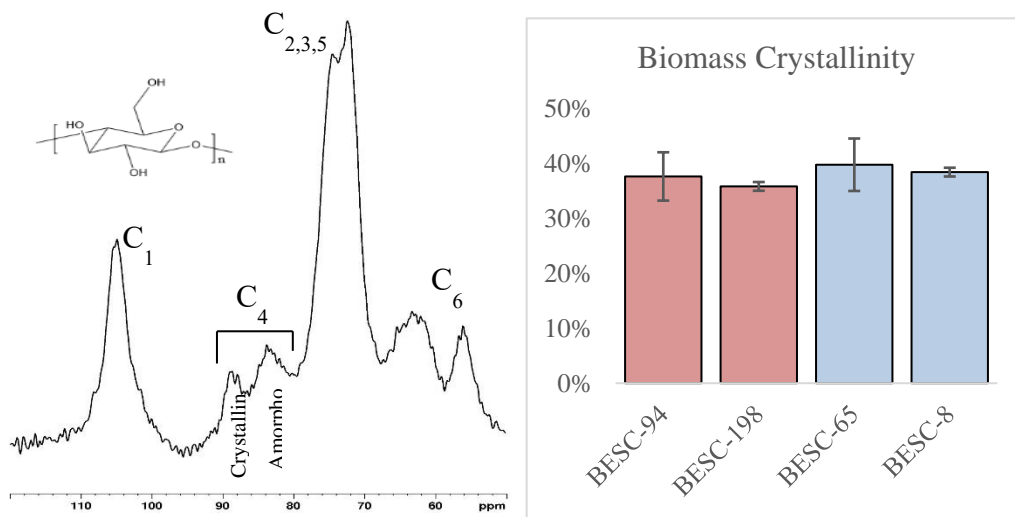 C2,3,5
OH
HO
O
OH
O
n
C1
C4
C6
Crystallin
Amorpho
110 100 90 80 70 60 ppm
Biomass Crystallinity
50%
40%
30%
20%
10%
0%
BESC-94
BESC-198
BESC-65
BESC-8